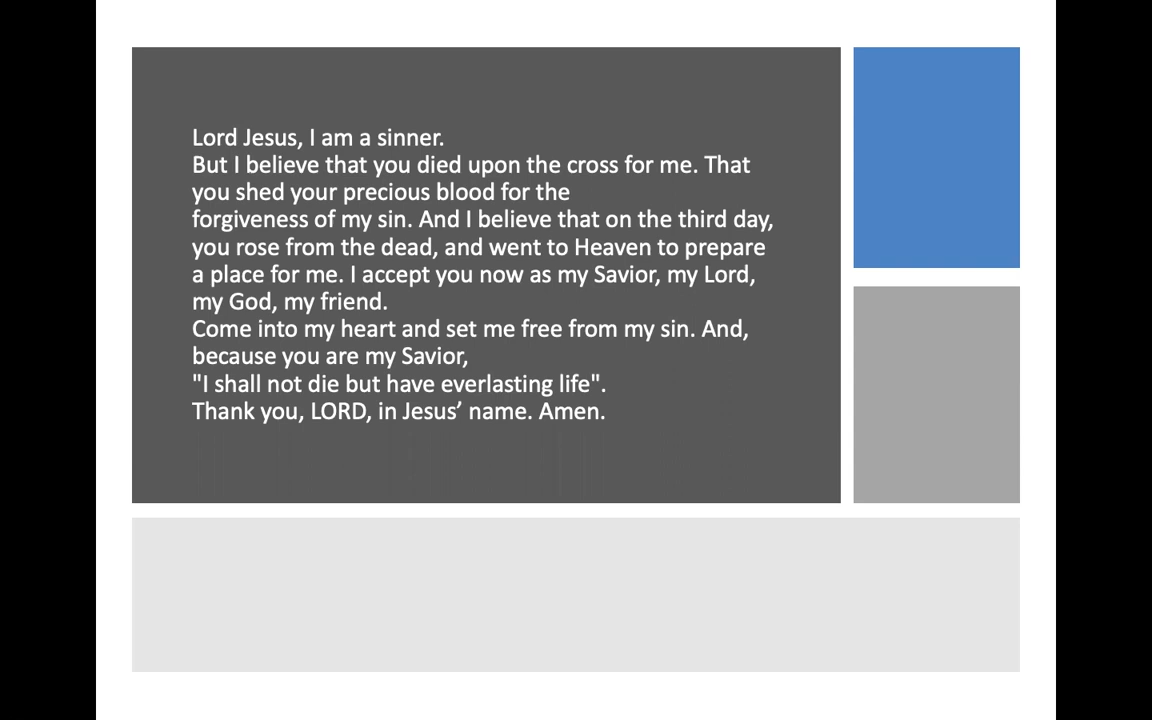 Lord Jesus, I am a sinner.
But I believe that you died upon the cross for me. That
you shed your precious blood for the
forgiveness of my sin. And I believe that on the third day,
you rose from the dead, and went to Heaven to prepare
a place for me. I accept you now as my Savior, my Lord,
my God, my friend.
Come into my heart and set me free from my sin. And,
because you are my Savior,
"I shall not die but have everlasting life".
Thank you, LORD, in Jesus’ name. Amen.